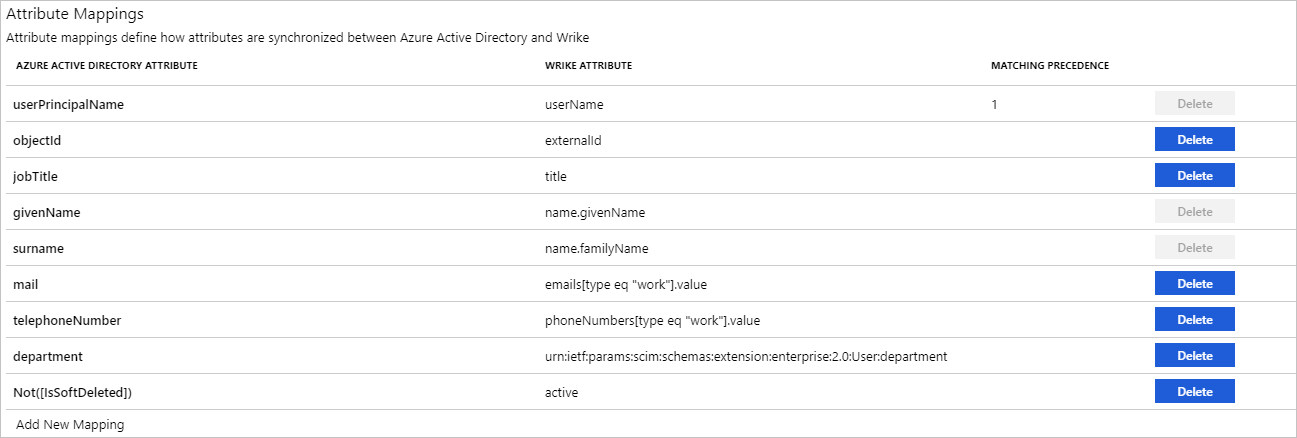 Attribute Mappings
Attribute mappings define how attributes are synchronized between Azure Active Directory and Wrike
AZURE ACTIVE DIRECTORY ATTRIBUTE WRIKE ATTRIBUTE MATCHING PRECEDENCE
userPrincipalName userName 1 Delete
objectId externalId Delete
jobTitle title Delete
givenName name.givenName Delete
surname name.familyName Delete
mail emails[type eq "work"].value Delete
telephoneNumber phoneNumbers[type eq "work"].value Delete
department urn:ietf:params:scim:schemas:extension:enterprise:2.0:User:department Delete
Not([IsSoftDeleted]) active Delete
Add New Mapping